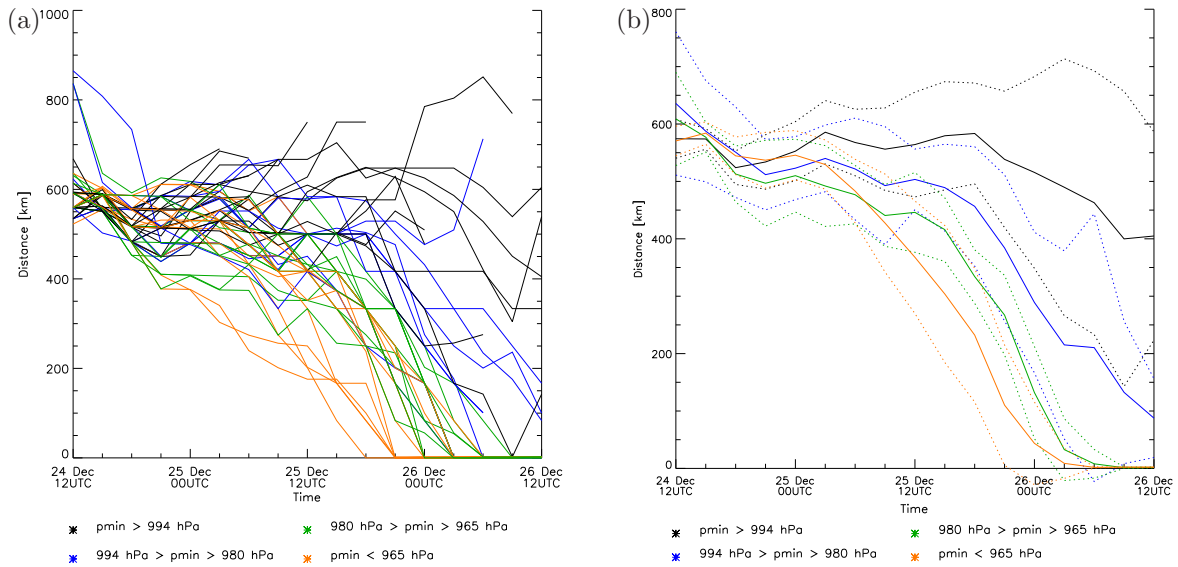 (a)
1000
800
600
400
200
0
Distance [km]
24 Dec 25 Dec 25 Dec 26 Dec 26 Dec
12UTC 00UTC 12UTC 00UTC 12UTC
Time
pmin > 994 hPa
994 hPa > pmin > 980 hPa
980 hPa > pmin > 965 hPa
pmin < 965 hPa
(b)
800
600
400
200
0
Distance [km]
24 Dec 25 Dec 25 Dec 26 Dec 26 Dec
12UTC 00UTC 12UTC 00UTC 12UTC
Time
pmin > 994 hPa
994 hPa > pmin > 980 hPa
980 hPa > pmin > 965 hPa
pmin < 965 hPa